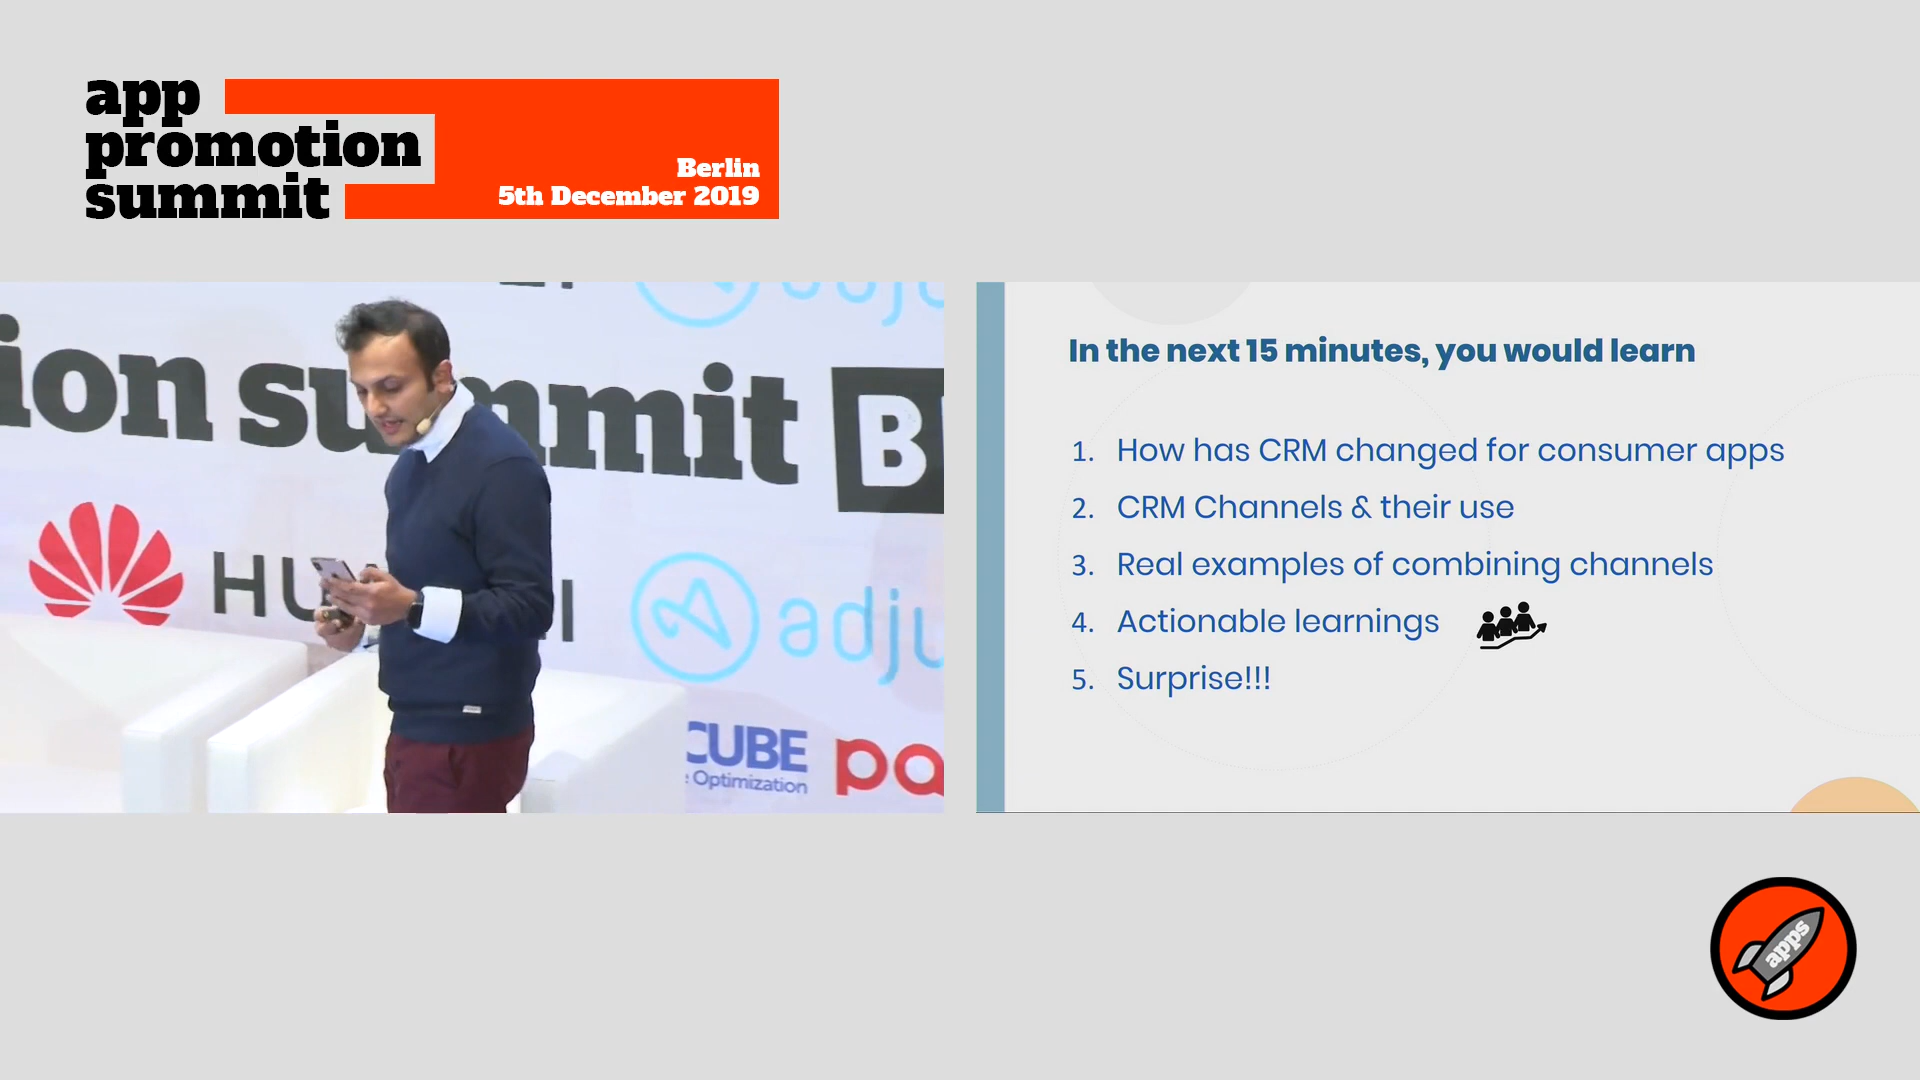 app
promotion
summit
Berlin
5th December 2019
ion summit B
HU I
adju
CUBE
Optimization
pa
In the next 15 minutes, you would learn
1. How has CRM changed for consumer apps
2. CRM Channels & their use
3. Real examples of combining channels
4. Actionable learnings
5. Surprise!!!
apps